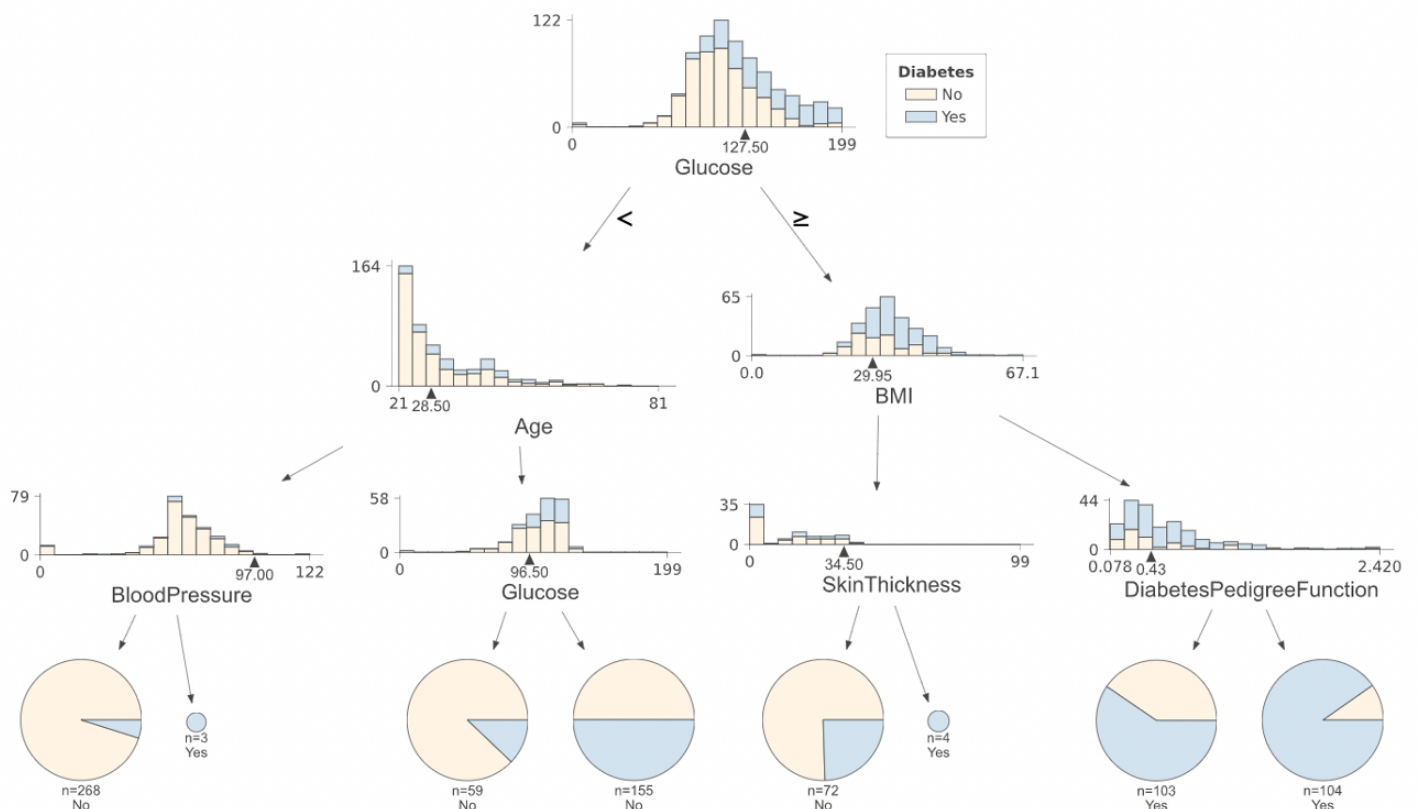 122
0
0
127.50
199
Glucose
Diabetes
No
Yes
<
≥
164
0
21
28.50
81
Age
65
0
0.0
29.95
67.1
BMI
79
0
0
97.00
122
BloodPressure
58
0
0
96.50
199
Glucose
35
0
0
34.50
99
SkinThickness
44
0
0.078
0.43
2.420
DiabetesPedigreeFunction
n=268
No
n=3
Yes
n=59
No
n=155
No
n=72
No
n=4
Yes
n=103
Yes
n=104
Yes